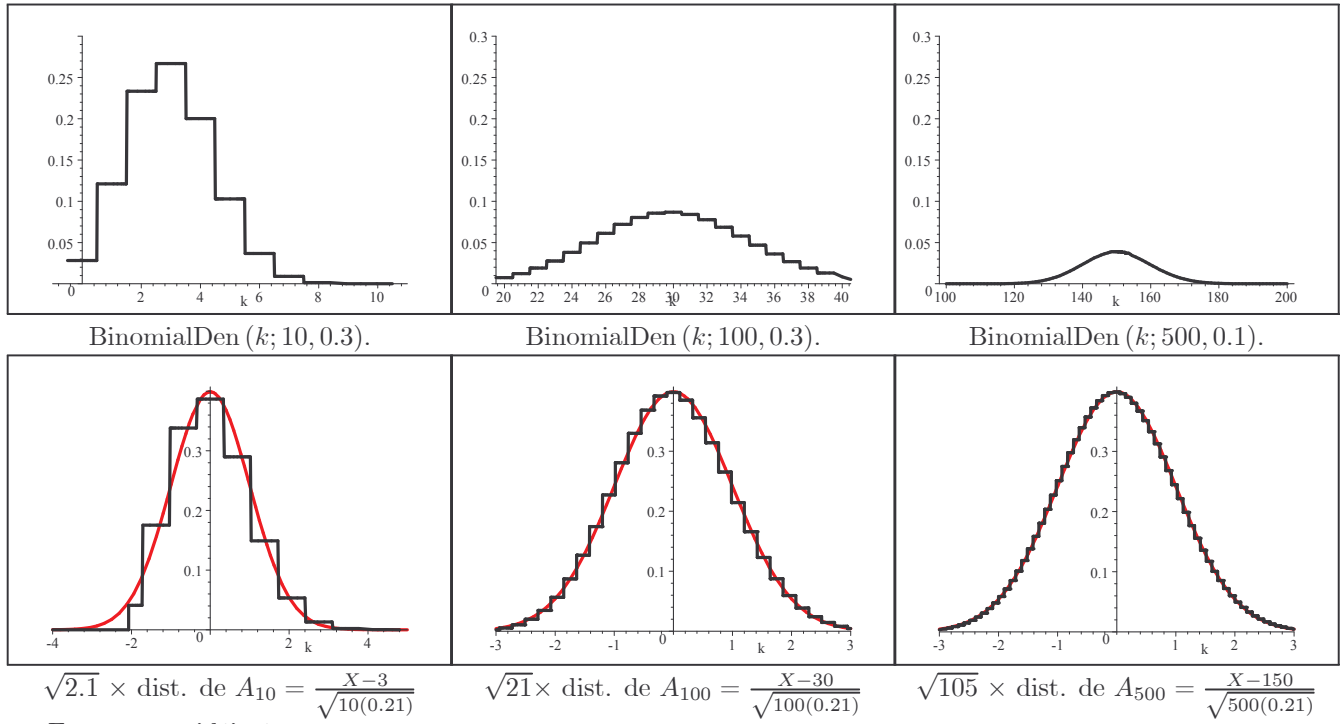 0.25
0.2
0.15
0.1
0.05
0 2 4 6 8 10
k
0.3
0.25
0.2
0.15
0.1
0.05
0
20 22 24 26 28 30 32 34 36 38 40
k
0.3
0.25
0.2
0.15
0.1
0.05
0
100 120 140 160 180 200
k
BinomialDen (k; 10, 0.3).
BinomialDen (k; 100, 0.3).
BinomialDen (k; 500, 0.1).
0.3
0.2
0.1
0
-4 -2 2 4
k
0.3
0.2
0.1
0
-3 -2 -1 1 2 3
k
0.3
0.2
0.1
0
-3 -2 -1 1 2 3
k
√2.1 × dist. de A₁₀ = (X−3)/√(10(0.21))
√21× dist. de A₁₀₀ = (X−30)/√(100(0.21))
√105 × dist. de A₅₀₀ = (X−150)/√(500(0.21))